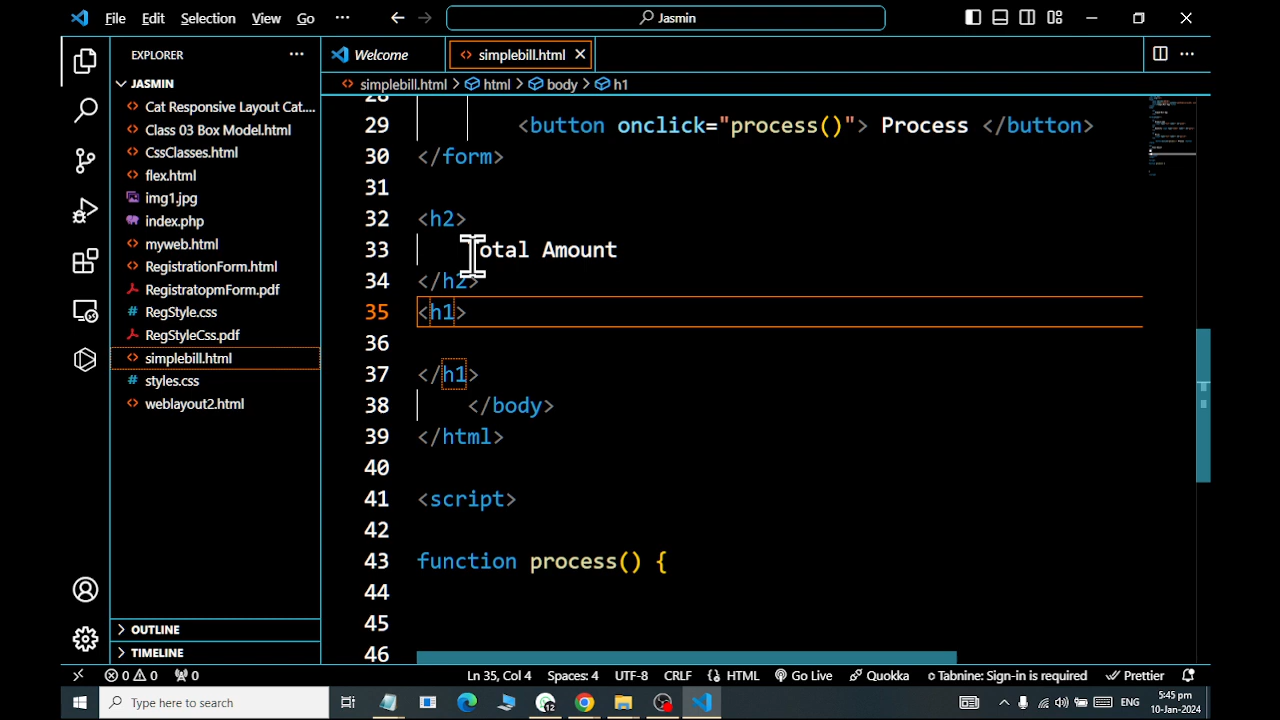 File Edit Selection View Go ··· Jasmin
EXPLORER ···
JASMIN
Cat Responsive Layout Cat....
Class 03 Box Model.html
CssClasses.html
flex.html
img1.jpg
index.php
myweb.html
RegistrationForm.html
RegistratopmForm.pdf
RegStyle.css
RegStyleCss.pdf
simplebill.html
styles.css
weblayout2.html
OUTLINE
TIMELINE
Welcome simplebill.html
simplebill.html > html > body > h1
28
29 <button onclick="process()"> Process </button>
30 </form>
31
32 <h2>
33 Total Amount
34 </h2>
35 <h1>
36
37 </h1>
38 </body>
39 </html>
40
41 <script>
42
43 function process() {
44
45
46
0 0 0 Ln 35, Col 4 Spaces: 4 UTF-8 CRLF HTML Go Live Quokka Tabnine: Sign-in is required Prettier
Type here to search 12 ENG 5:45 pm
10-Jan-2024